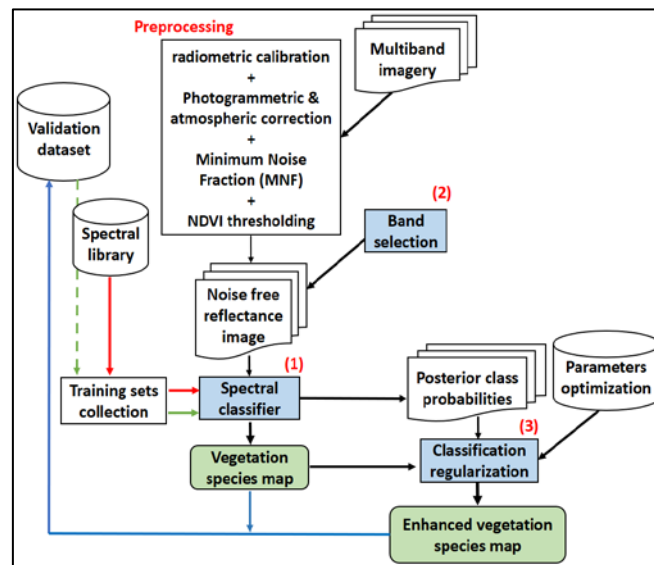 Preprocessing
radiometric calibration
+
Photogrammetric &
atmospheric correction
+
Minimum Noise
Fraction (MNF)
+
NDVI thresholding
Multiband
imagery
Validation
dataset
Spectral
library
(2)
Band
selection
Noise free
reflectance
image
(1)
Training sets
collection
Spectral
classifier
Posterior class
probabilities
Parameters
optimization
(3)
Vegetation
species map
Classification
regularization
Enhanced vegetation
species map